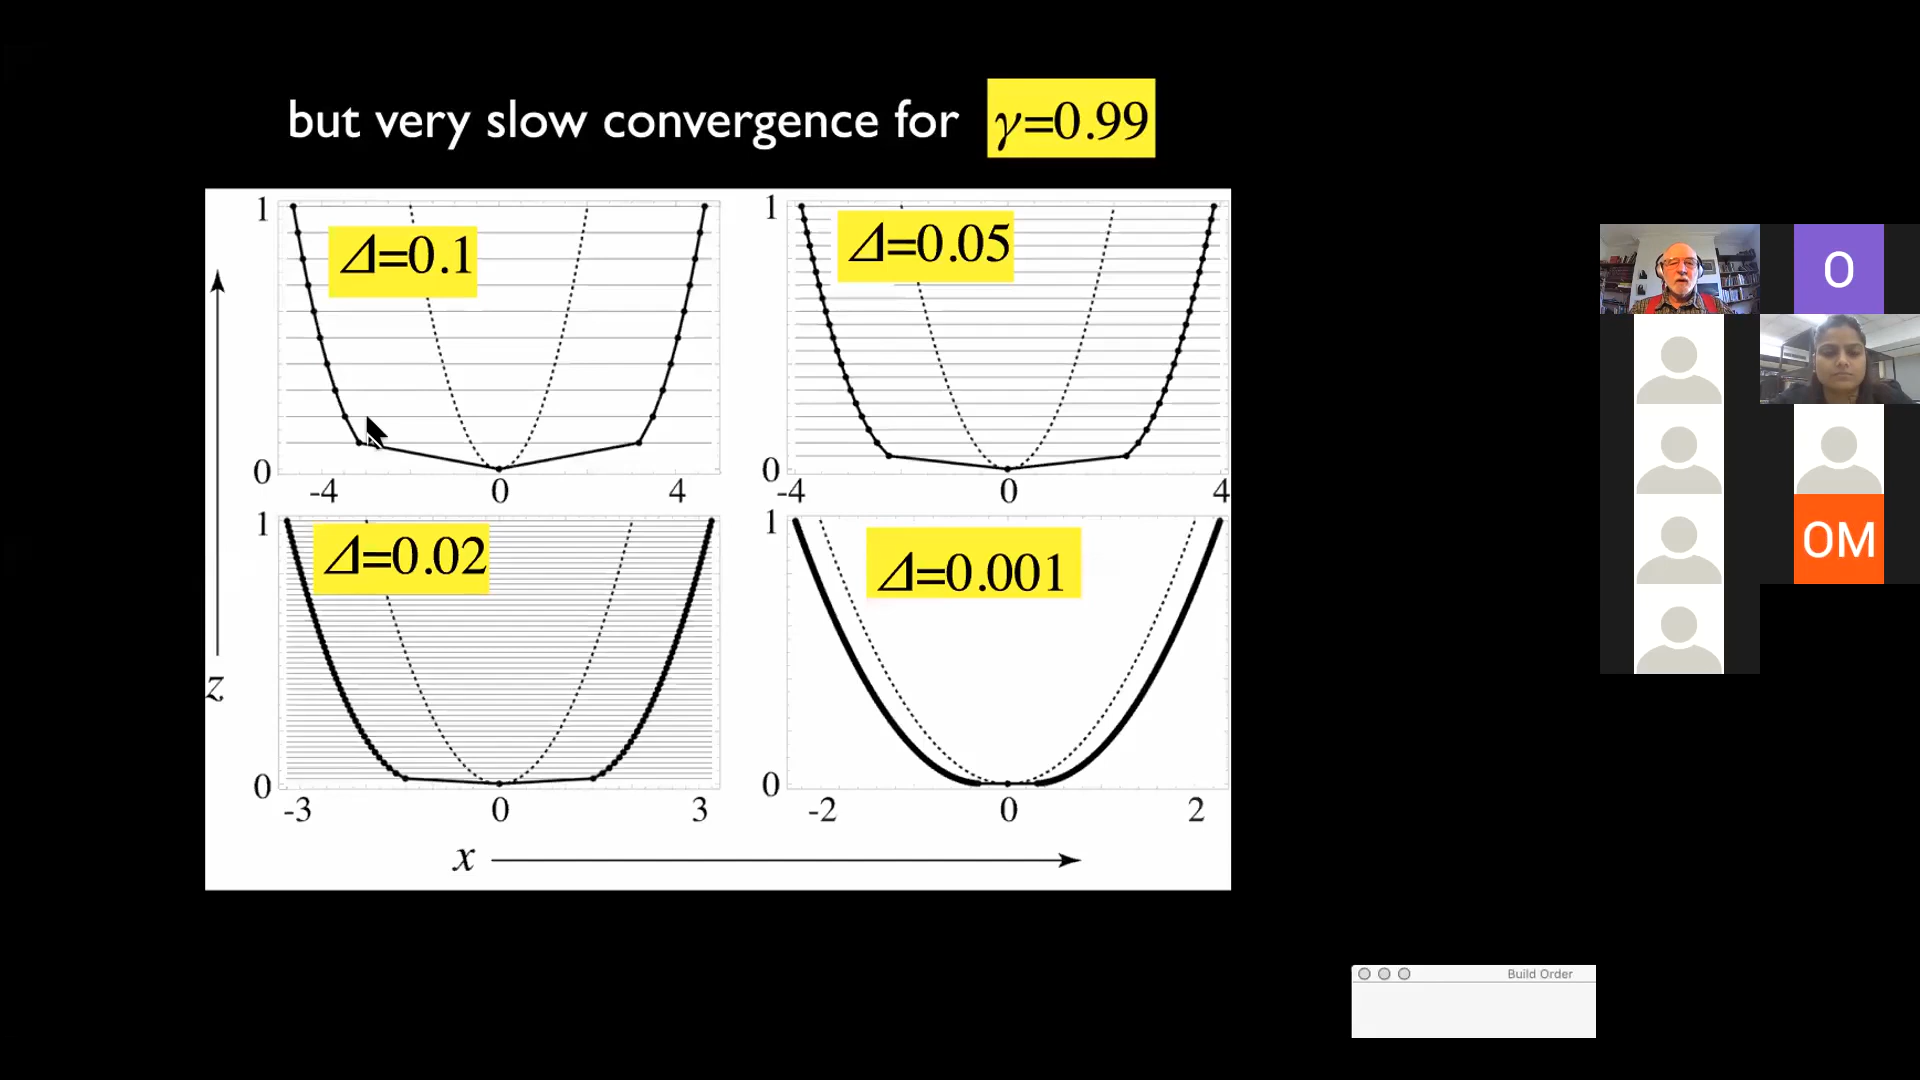 but very slow convergence for γ=0.99
1
Δ=0.1
0
-4 0 4
1
Δ=0.05
0
-4 0 4
1
Δ=0.02
0
-3 0 3
1
Δ=0.001
0
-2 0 2
z
x
O
OM
Build Order